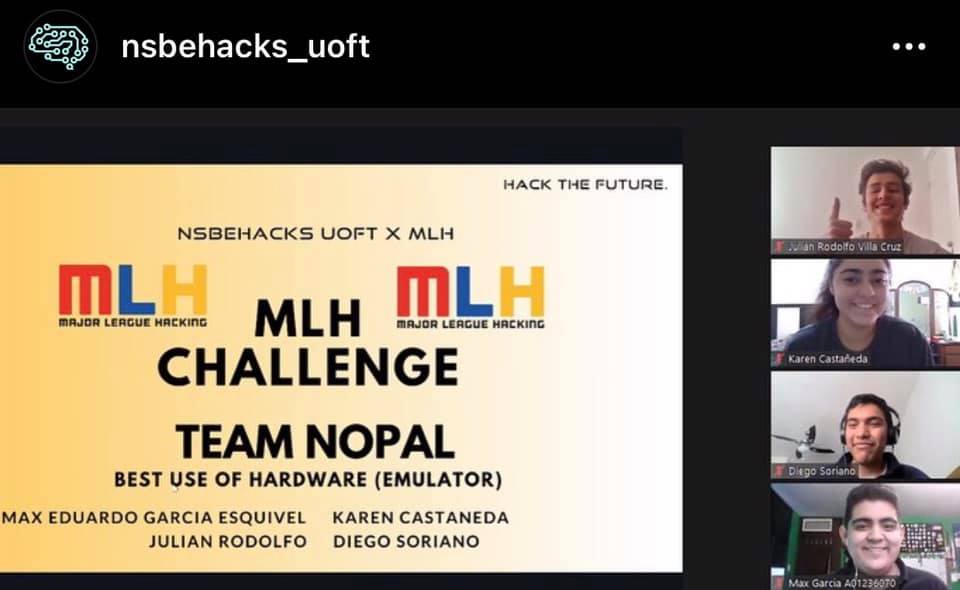 nsbehacks_uoft
HACK THE FUTURE.
NSBEHACKS UOFT X MLH
MLH
MAJOR LEAGUE HACKING
MLH
MAJOR LEAGUE HACKING
MLH
CHALLENGE
TEAM NOPAL
BEST USE OF HARDWARE (EMULATOR)
MAX EDUARDO GARCIA ESQUIVEL KAREN CASTANEDA
JULIAN RODOLFO DIEGO SORIANO
Julián Rodolfo Villa Cruz
Karen Castañeda
Diego Soriano
Max Garcia A01236070